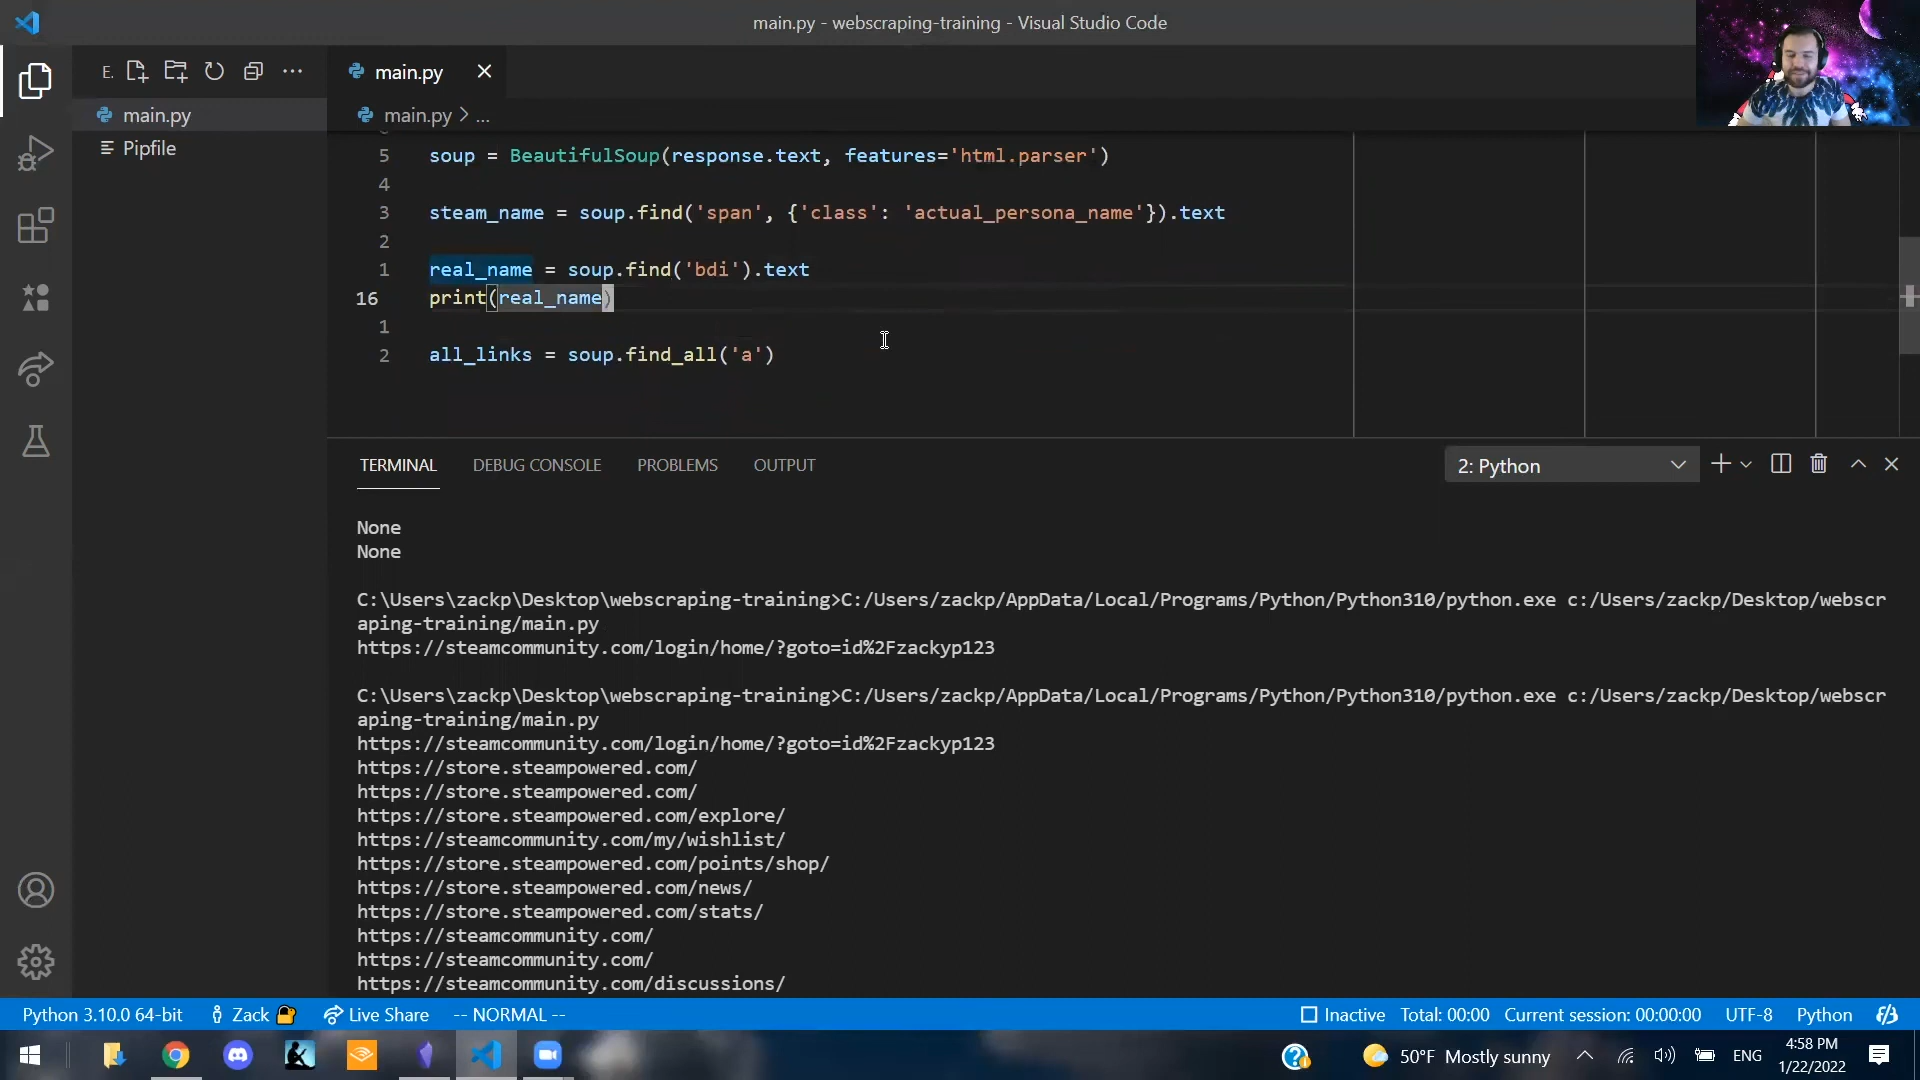 main.py - webscraping-training - Visual Studio Code
E.
main.py
main.py
Pipfile
main.py > ...
5 soup = BeautifulSoup(response.text, features='html.parser')
4
3 steam_name = soup.find('span', {'class': 'actual_persona_name'}).text
2
1 real_name = soup.find('bdi').text
16 print(real_name)
1
2 all_links = soup.find_all('a')
TERMINAL DEBUG CONSOLE PROBLEMS OUTPUT 2: Python
None
None
C:\Users\zackp\Desktop\webscraping-training>C:/Users/zackp/AppData/Local/Programs/Python/Python310/python.exe c:/Users/zackp/Desktop/webscr
aping-training/main.py
https://steamcommunity.com/login/home/?goto=id%2Fzackyp123
C:\Users\zackp\Desktop\webscraping-training>C:/Users/zackp/AppData/Local/Programs/Python/Python310/python.exe c:/Users/zackp/Desktop/webscr
aping-training/main.py
https://steamcommunity.com/login/home/?goto=id%2Fzackyp123
https://store.steampowered.com/
https://store.steampowered.com/
https://store.steampowered.com/explore/
https://steamcommunity.com/my/wishlist/
https://store.steampowered.com/points/shop/
https://store.steampowered.com/news/
https://store.steampowered.com/stats/
https://steamcommunity.com/
https://steamcommunity.com/
https://steamcommunity.com/discussions/
Python 3.10.0 64-bit Zack Live Share -- NORMAL -- Inactive Total: 00:00 Current session: 00:00:00 UTF-8 Python
50°F Mostly sunny ENG 4:58 PM
1/22/2022